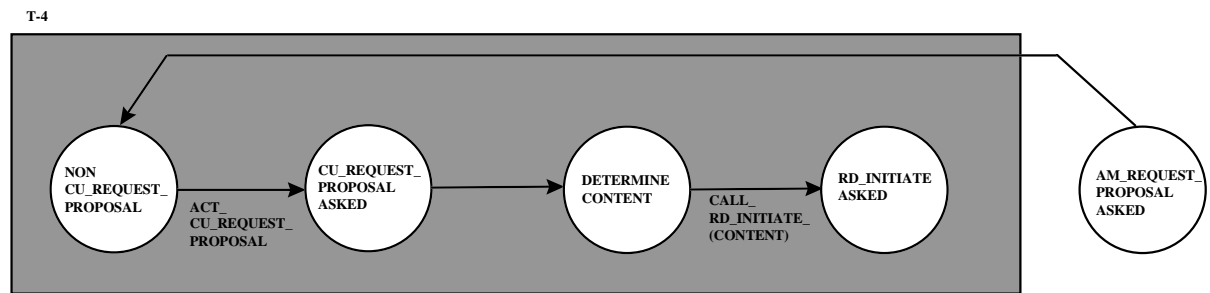 T-4
NON
CU_REQUEST_
PROPOSAL
ACT_
CU_REQUEST_
PROPOSAL
CU_REQUEST_
PROPOSAL
ASKED
DETERMINE
CONTENT
CALL_
RD_INITIATE_
(CONTENT)
RD_INITIATE
ASKED
AM_REQUEST_
PROPOSAL
ASKED